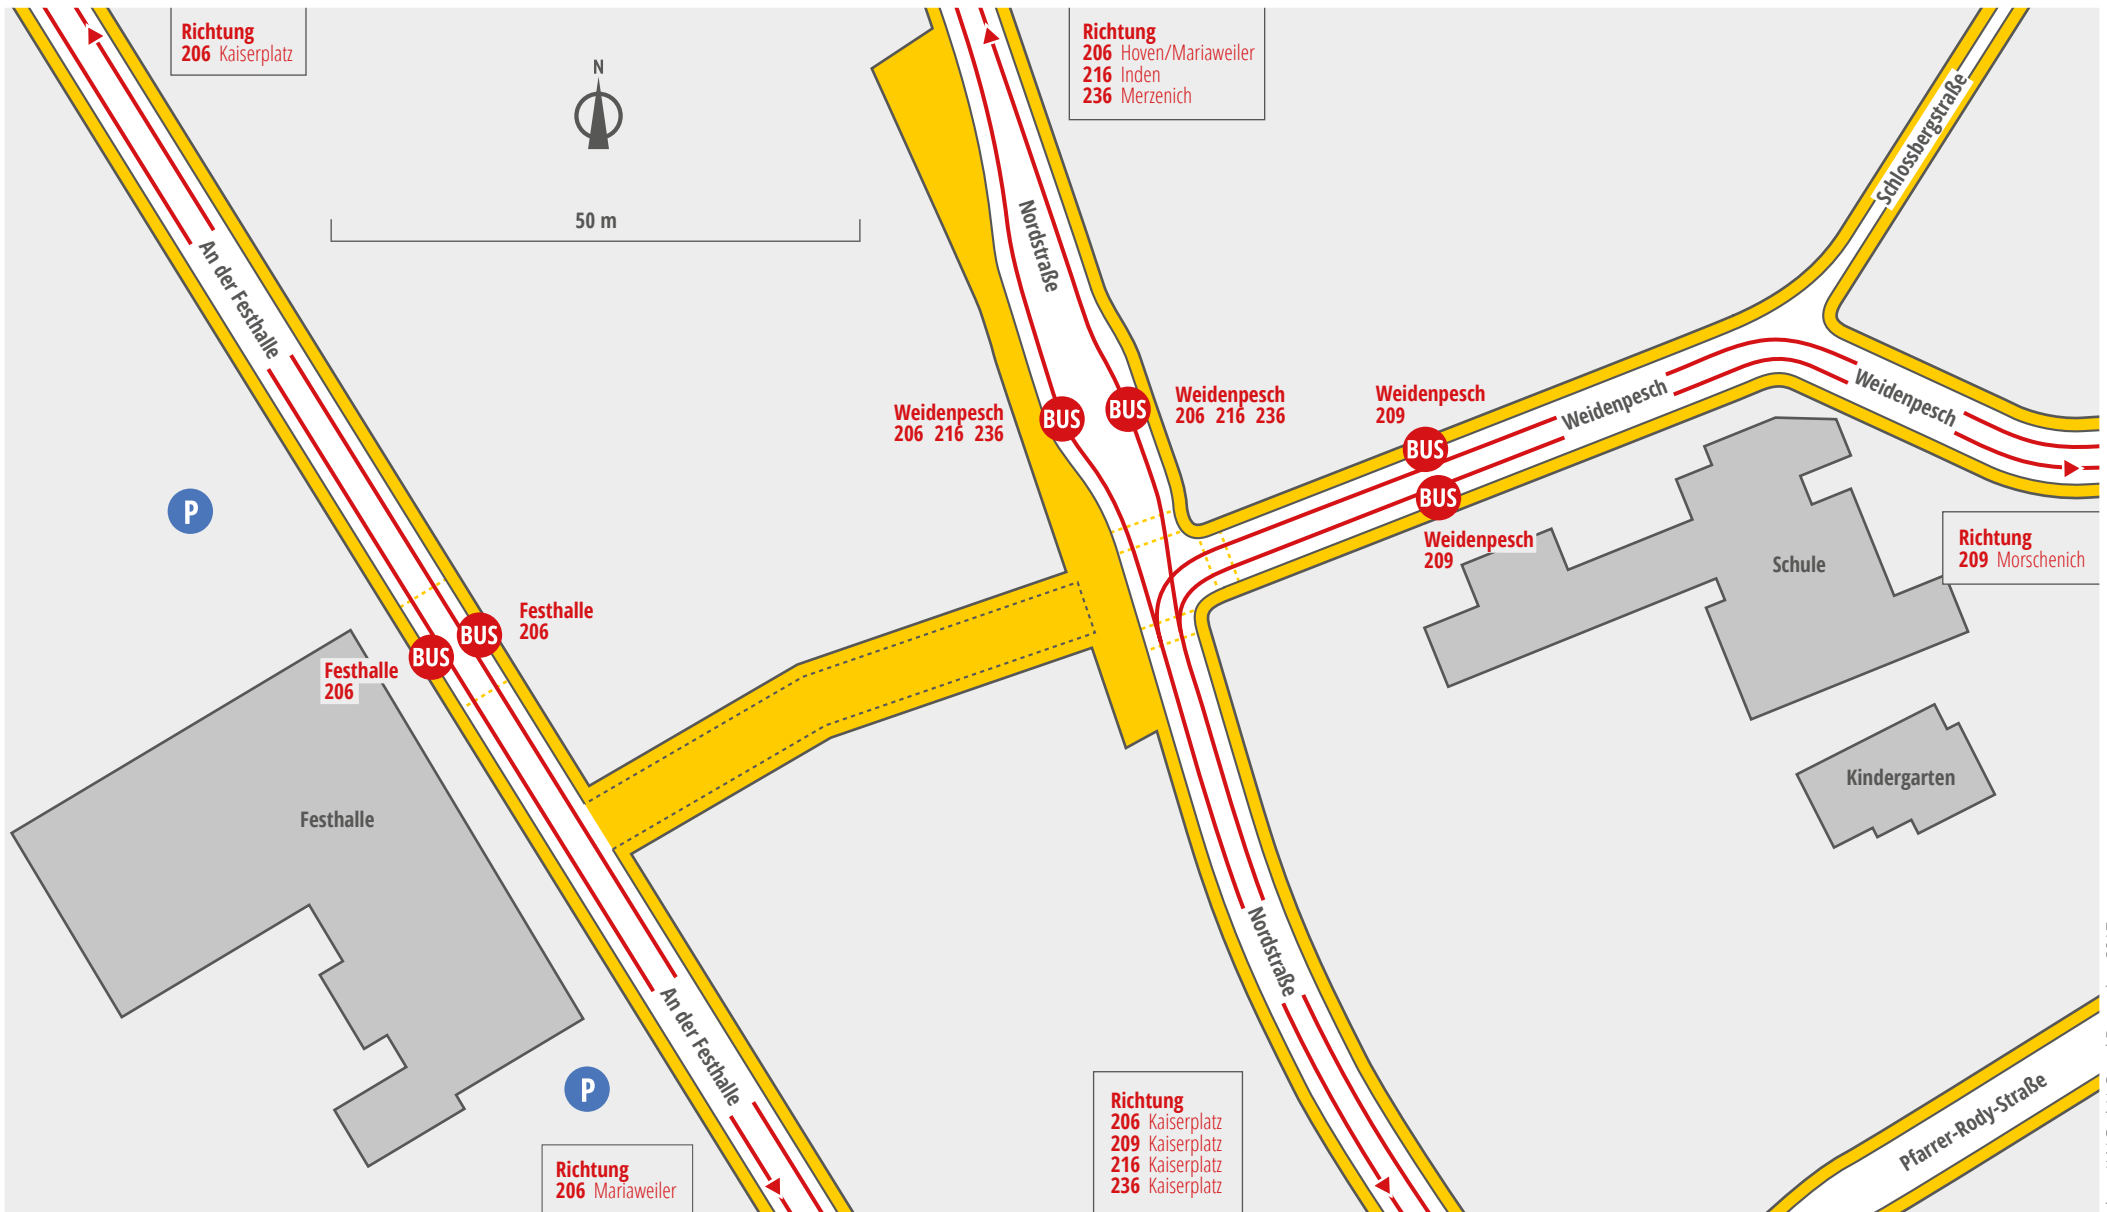 Richtung
206 Kaiserplatz
N
50 m
Richtung
206 Hoven/Mariaweiler
216 Inden
236 Merzenich
Schlossbergstraße
An der Festhalle
Nordstraße
Weidenpesch
206 216 236
BUS
BUS
Weidenpesch
206 216 236
Weidenpesch
209
BUS
BUS
Weidenpesch
209
Weidenpesch
Weidenpesch
P
Schule
Richtung
209 Morschenich
Festhalle
206
BUS
BUS
Festhalle
206
Festhalle
Kindergarten
Nordstraße
An der Festhalle
P
Richtung
206 Mariaweiler
Richtung
206 Kaiserplatz
209 Kaiserplatz
216 Kaiserplatz
236 Kaiserplatz
Pfarrer-Rody-Straße